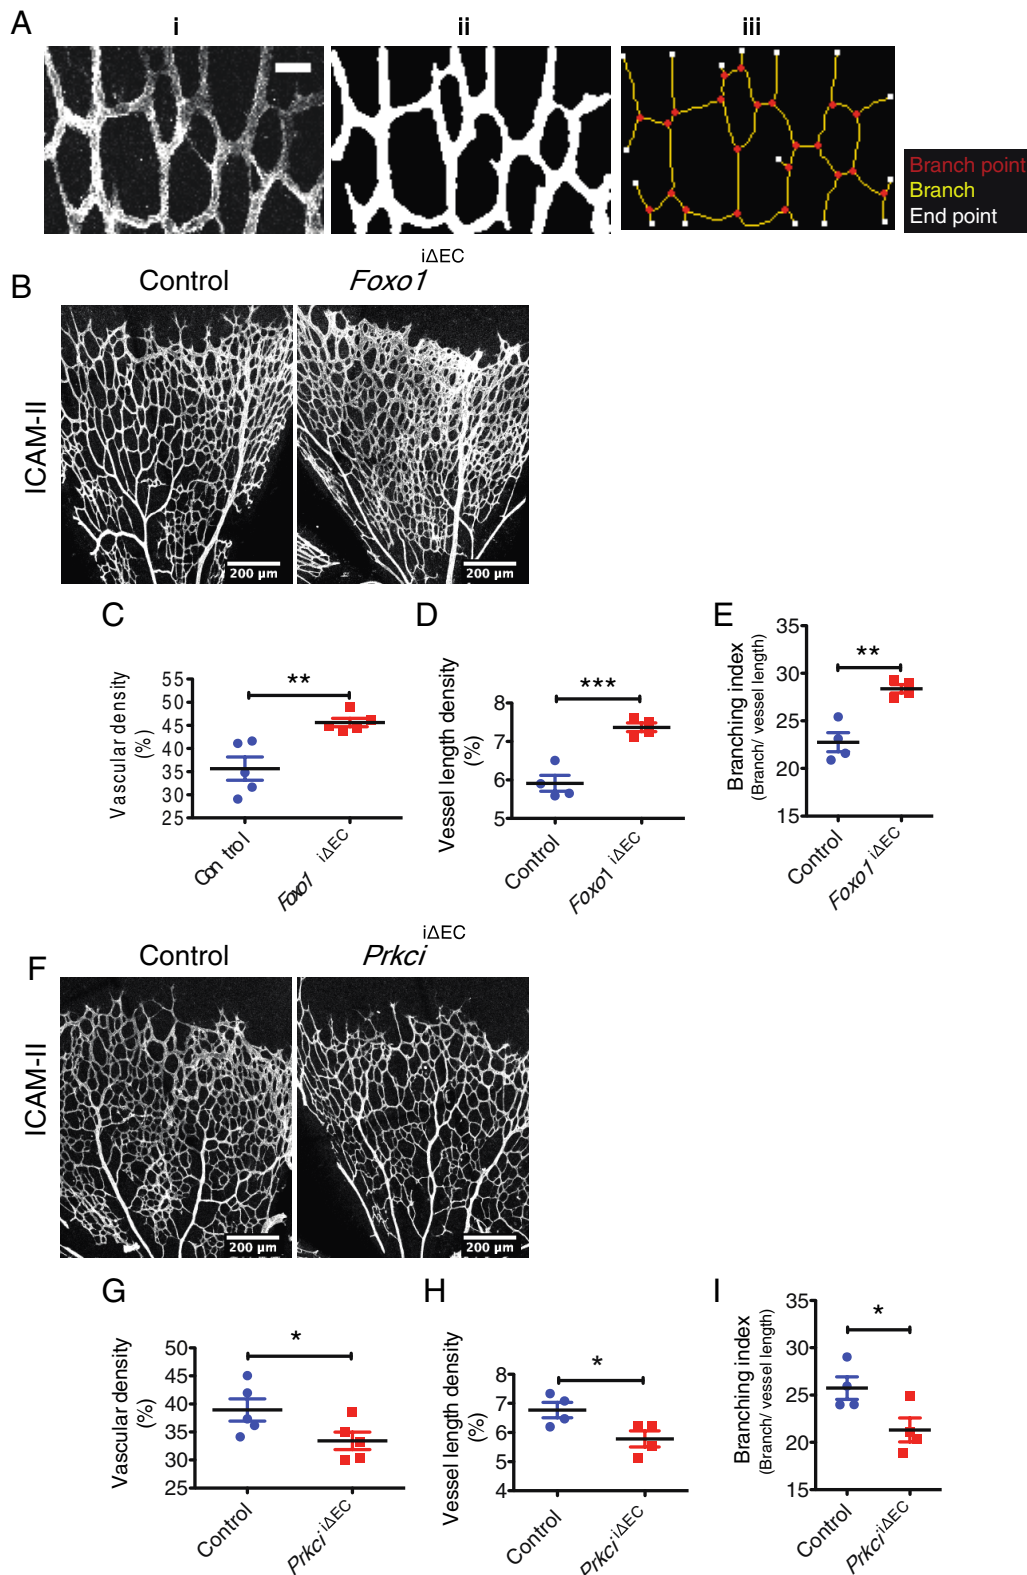 A
i
ii
iii
Branch point
Branch
End point
B
Control
Foxo1 iΔEC
ICAM-II
200 µm
200 µm
C
Vascular density
(%)
55
50
45
40
35
30
25
**
Control
Foxo1 iΔEC
D
Vessel length density
(%)
8
7
6
5
***
Control
Foxo1 iΔEC
E
Branching index
(Branch/ vessel length)
35
30
25
20
15
**
Control
Foxo1 iΔEC
F
Control
Prkci iΔEC
ICAM-II
200 µm
200 µm
G
Vascular density
(%)
50
45
40
35
30
25
*
Control
Prkci iΔEC
H
Vessel length density
(%)
8
7
6
5
4
*
Control
Prkci iΔEC
I
Branching index
(Branch/ vessel length)
35
30
25
20
15
*
Control
Prkci iΔEC